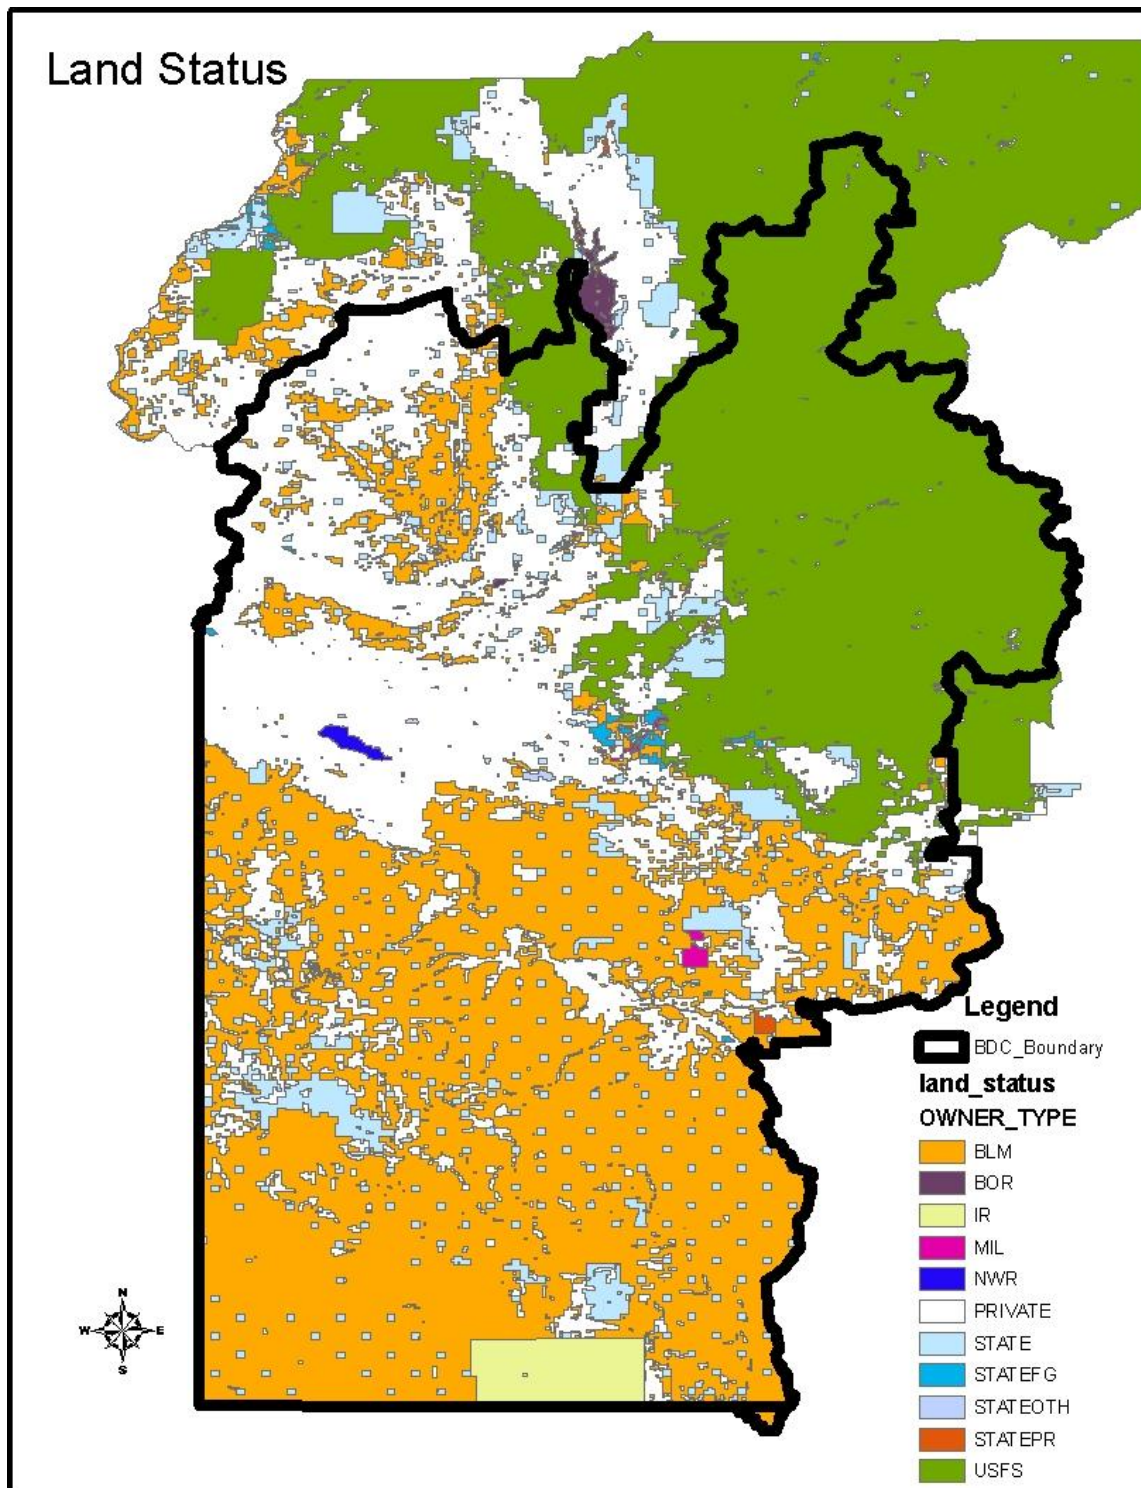 Land Status
N
W E
S
Legend
BDC_Boundary
land_status
OWNER_TYPE
BLM
BOR
IR
MIL
NWR
PRIVATE
STATE
STATEFG
STATEOTH
STATEPR
USFS